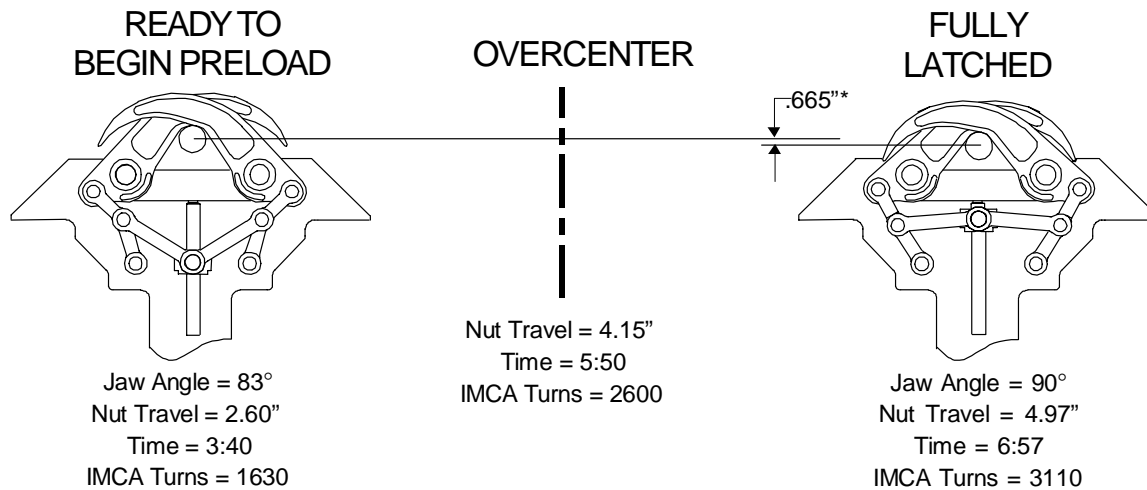 READY TO
BEGIN PRELOAD
OVERCENTER
FULLY
LATCHED
.665”*
Jaw Angle = 83°
Nut Travel = 2.60”
Time = 3:40
IMCA Turns = 1630
Nut Travel = 4.15”
Time = 5:50
IMCA Turns = 2600
Jaw Angle = 90°
Nut Travel = 4.97”
Time = 6:57
IMCA Turns = 3110